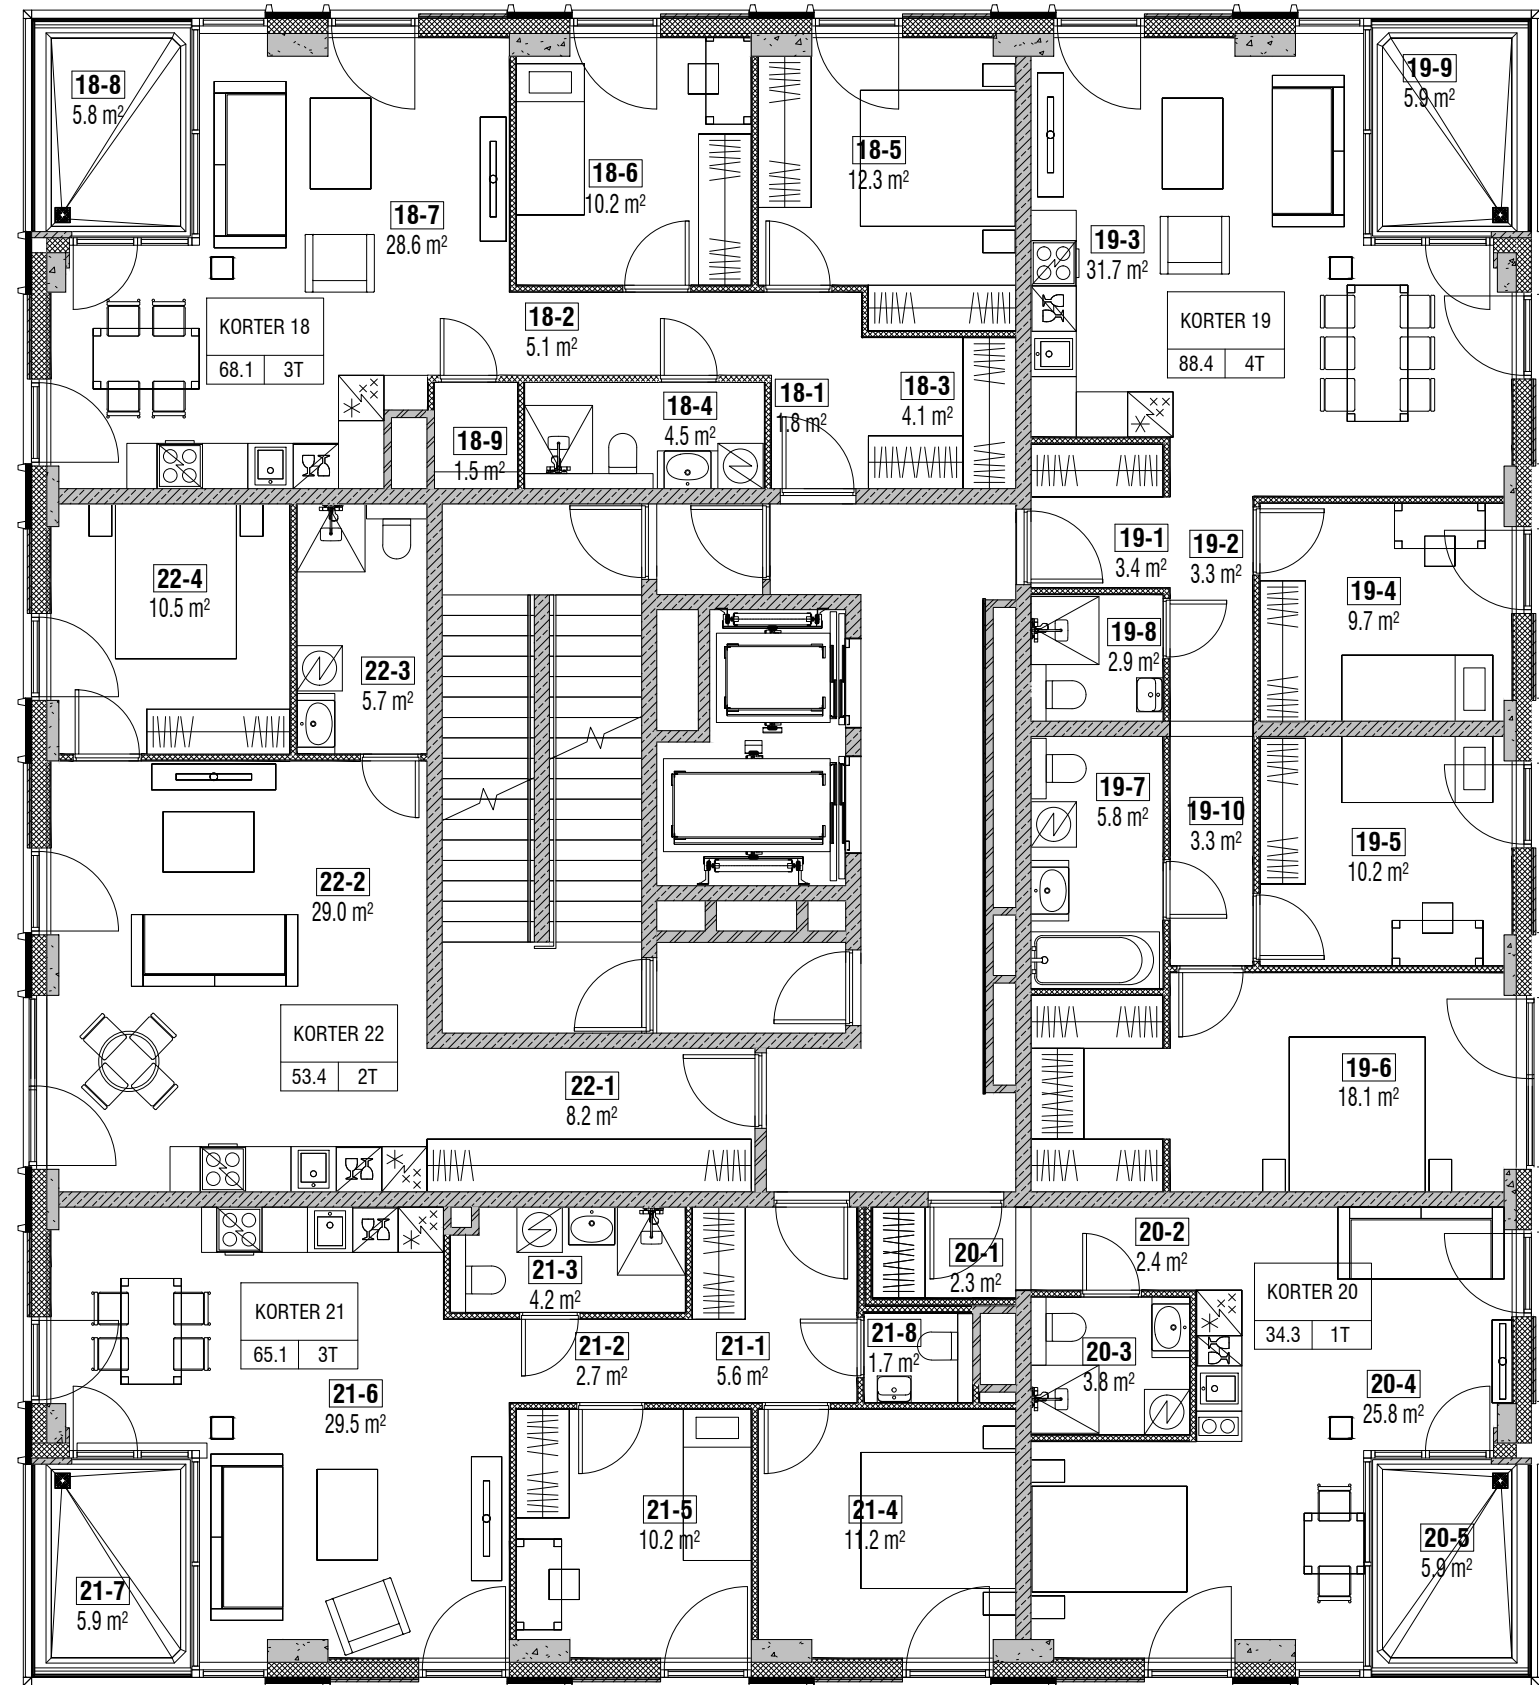 18-8
5.8 m²
18-7
28.6 m²
18-6
10.2 m²
18-5
12.3 m²
19-9
5.9 m²
19-3
31.7 m²
KORTER 18
68.1 3T
18-2
5.1 m²
KORTER 19
88.4 4T
18-9
1.5 m²
18-4
4.5 m²
18-1
1.8 m²
18-3
4.1 m²
22-4
10.5 m²
22-3
5.7 m²
19-1
3.4 m²
19-2
3.3 m²
19-4
9.7 m²
19-8
2.9 m²
19-7
5.8 m²
19-10
3.3 m²
19-5
10.2 m²
22-2
29.0 m²
KORTER 22
53.4 2T
22-1
8.2 m²
19-6
18.1 m²
21-3
4.2 m²
20-1
2.3 m²
20-2
2.4 m²
KORTER 21
65.1 3T
KORTER 20
34.3 1T
21-2
2.7 m²
21-1
5.6 m²
21-8
1.7 m²
20-3
3.8 m²
21-6
29.5 m²
20-4
25.8 m²
21-5
10.2 m²
21-4
11.2 m²
20-5
5.9 m²
21-7
5.9 m²